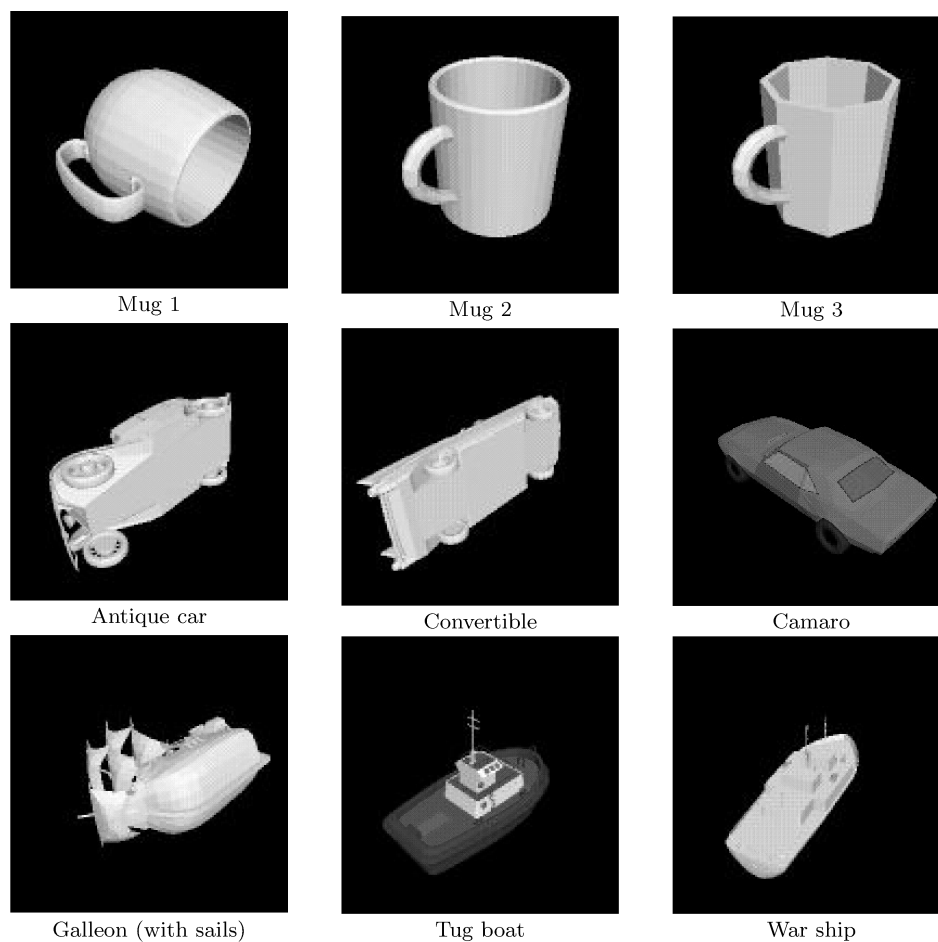 Mug 1
Mug 2
Mug 3
Antique car
Convertible
Camaro
Galleon (with sails)
Tug boat
War ship